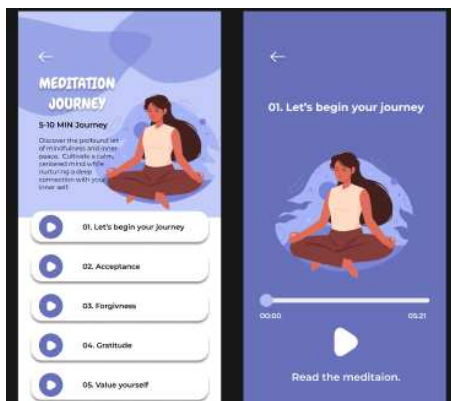 MEDITATION
JOURNEY
5-10 MIN Journey
Discover the profound art
of mindfulness and inner
peace. Cultivate a calm,
centered mind while
nurturing a deep
connection with your
inner self.
01. Let's begin your journey
02. Acceptance
03. Forgivness
04. Gratitude
05. Value yourself
01. Let's begin your journey
00:00
05:21
Read the meditaion.